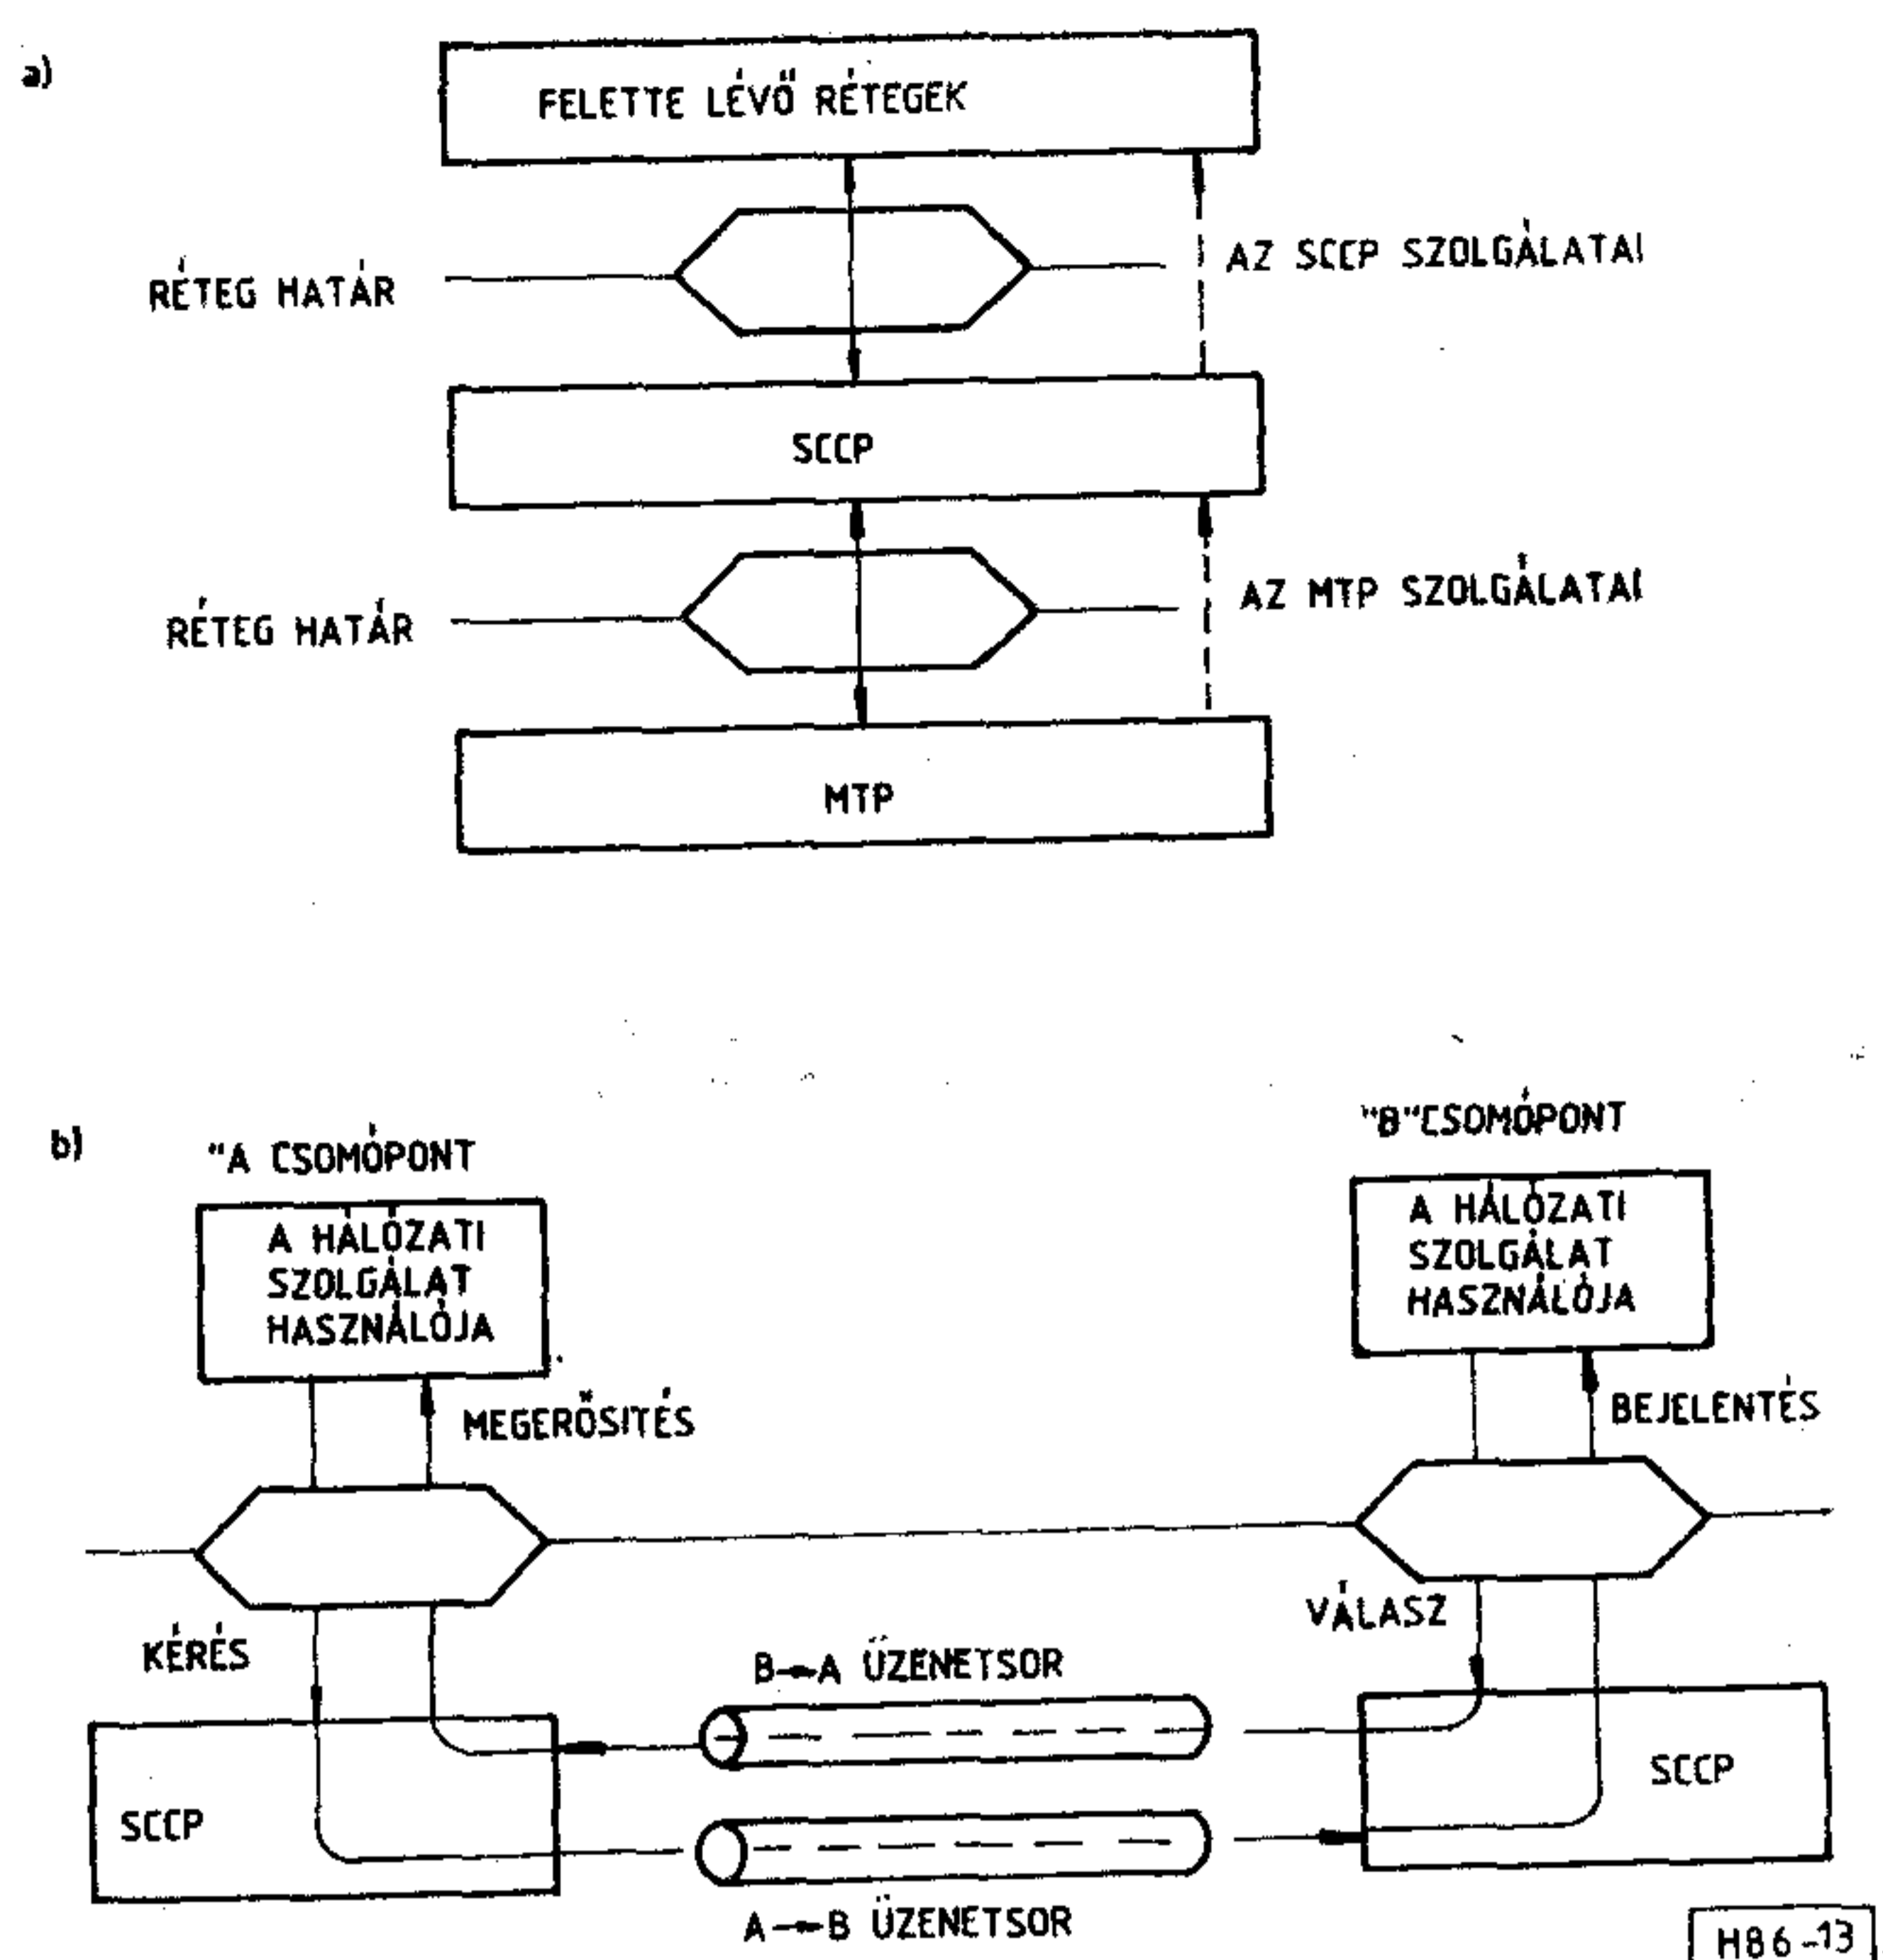 a)
FELETTE LÉVŐ RÉTEGEK
RÉTEG HATÁR
AZ SCCP SZOLGÁLATAI
SCCP
RÉTEG HATÁR
AZ MTP SZOLGÁLATAI
MTP
b)
"A CSOMÓPONT
"B" CSOMÓPONT
A HÁLÓZATI
SZOLGÁLAT
HASZNÁLÓJA
A HÁLÓZATI
SZOLGÁLAT
HASZNÁLÓJA
MEGERŐSITÉS
BEJELENTÉS
KÉRÉS
VÁLASZ
B→A ÜZENETSOR
SCCP
SCCP
A→B ÜZENETSOR
H86-13